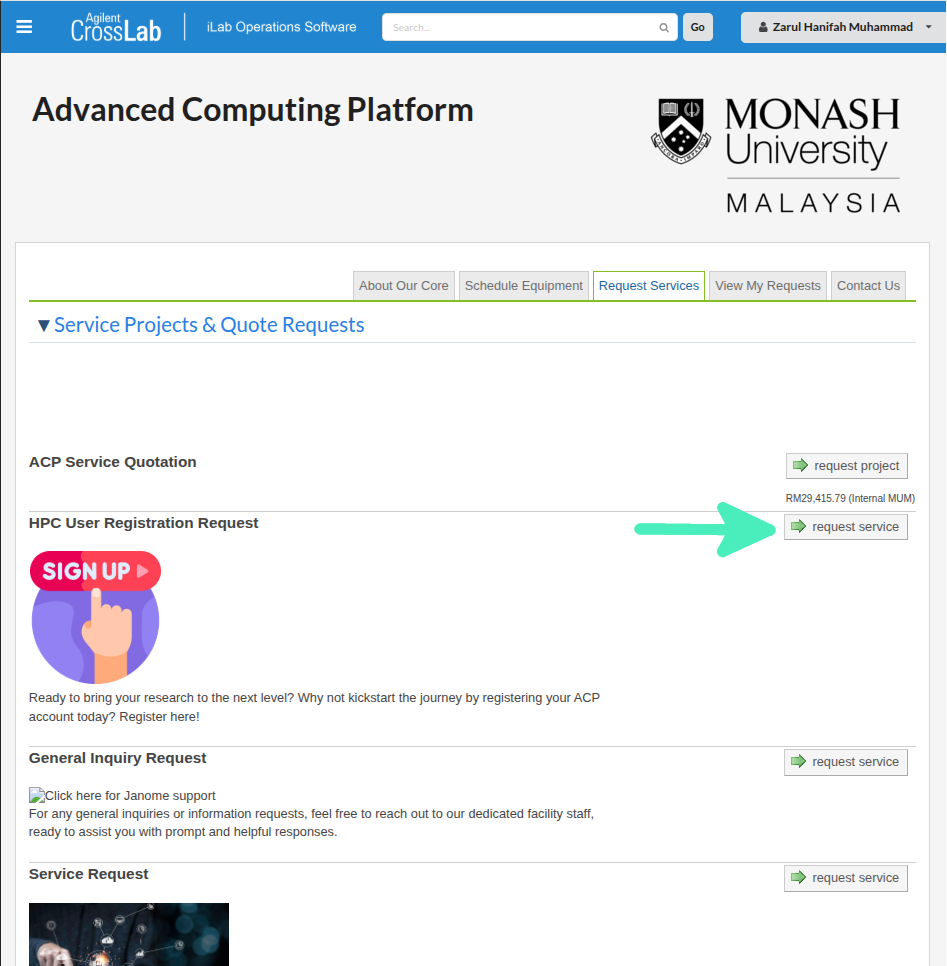 Agilent
CrossLab
iLab Operations Software
Search...
Go
Zarul Hanifah Muhammad
Advanced Computing Platform
MONASH
University
MALAYSIA
About Our Core
Schedule Equipment
Request Services
View My Requests
Contact Us
Service Projects & Quote Requests
ACP Service Quotation
request project
RM29,415.79 (Internal MUM)
HPC User Registration Request
request service
SIGN UP
Ready to bring your research to the next level? Why not kickstart the journey by registering your ACP
account today? Register here!
General Inquiry Request
request service
Click here for Janome support
For any general inquiries or information requests, feel free to reach out to our dedicated facility staff,
ready to assist you with prompt and helpful responses.
Service Request
request service